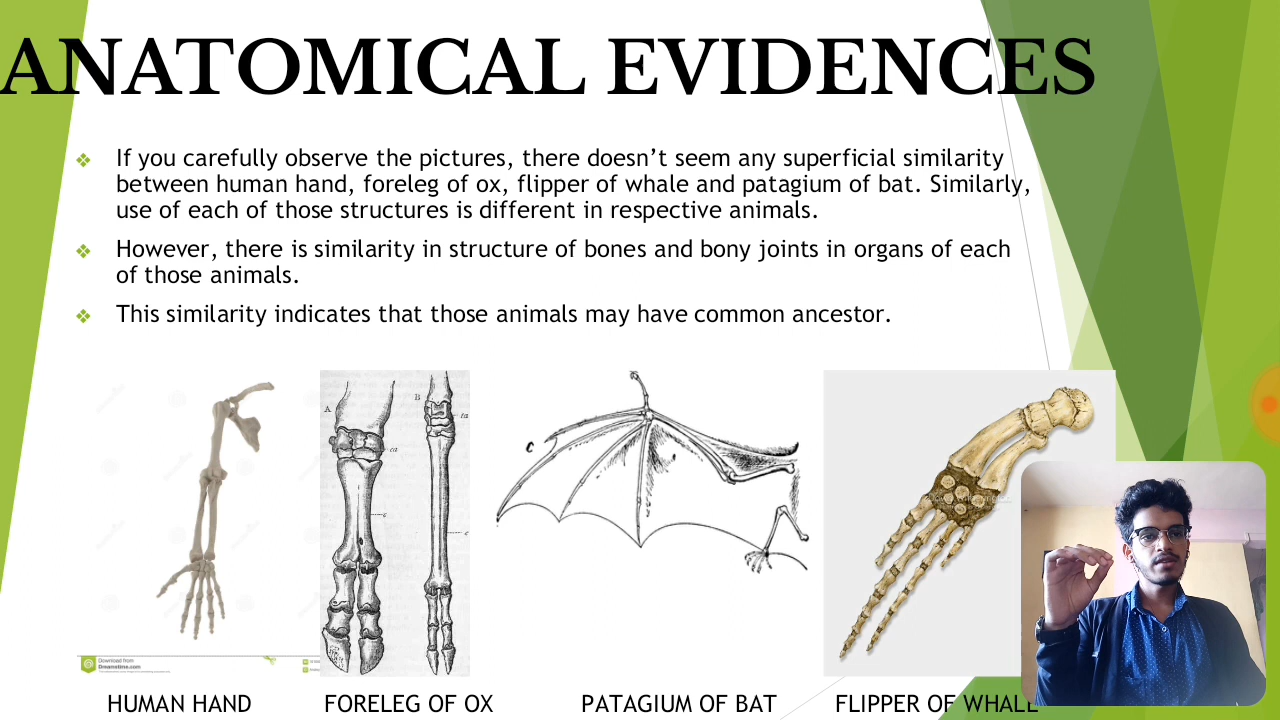 ANATOMICAL EVIDENCES
❖ If you carefully observe the pictures, there doesn’t seem any superficial similarity
between human hand, foreleg of ox, flipper of whale and patagium of bat. Similarly,
use of each of those structures is different in respective animals.
❖ However, there is similarity in structure of bones and bony joints in organs of each
of those animals.
❖ This similarity indicates that those animals may have common ancestor.
A
B
C
Download from
Dreamstime.com
HUMAN HAND
FORELEG OF OX
PATAGIUM OF BAT
FLIPPER OF WHALE